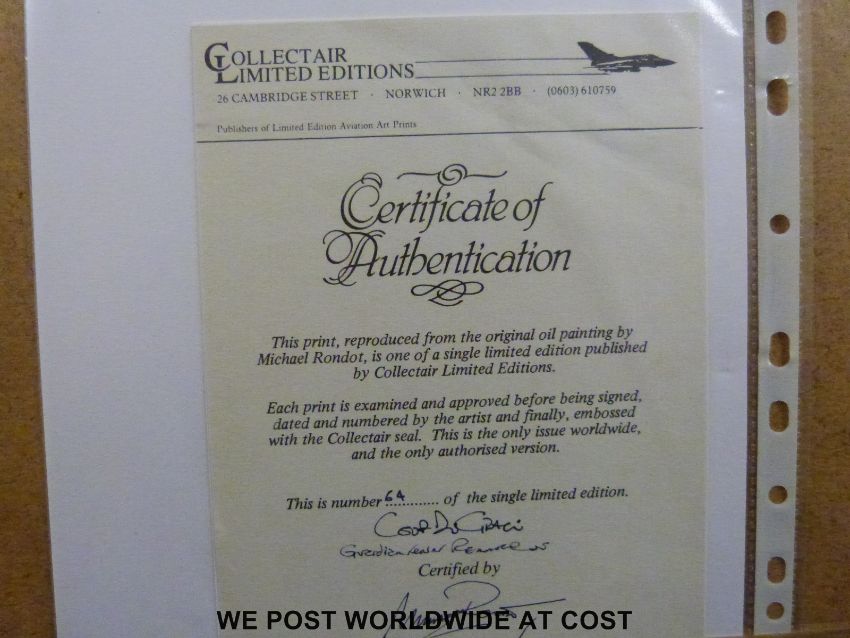 COLLECTAIR
LIMITED EDITIONS
26 CAMBRIDGE STREET · NORWICH · NR2 2BB · (0603) 610759
Publishers of Limited Edition Aviation Art Prints
Certificate of
Authentication
This print, reproduced from the original oil painting by
Michael Rondot, is one of a single limited edition published
by Collectair Limited Editions.
Each print is examined and approved before being signed,
dated and numbered by the artist and finally, embossed
with the Collectair seal. This is the only issue worldwide,
and the only authorised version.
This is number 64 ............ of the single limited edition.
Certified by
WE POST WORLDWIDE AT COST